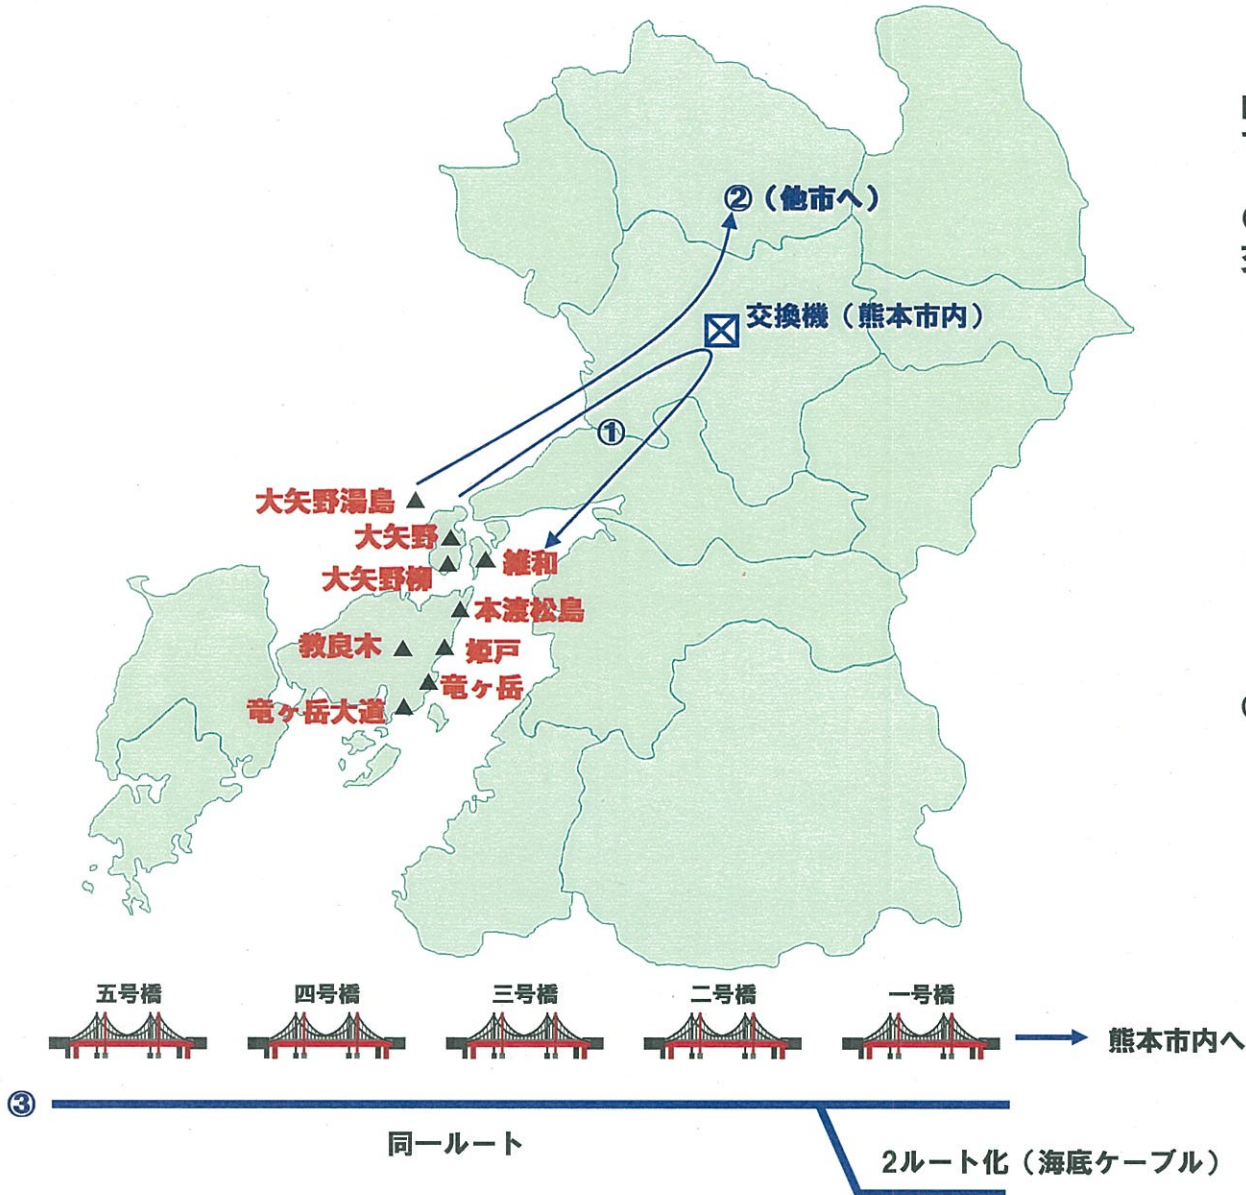 ②（他市へ）
交換機（熊本市内）
①
大矢野湯島
大矢野
大矢野柳
維和
本渡松島
教良木
姫戸
竜ヶ岳
竜ヶ岳大道
五号橋
四号橋
三号橋
二号橋
一号橋
熊本市内へ
③
同一ルート
2ルート化（海底ケーブル）